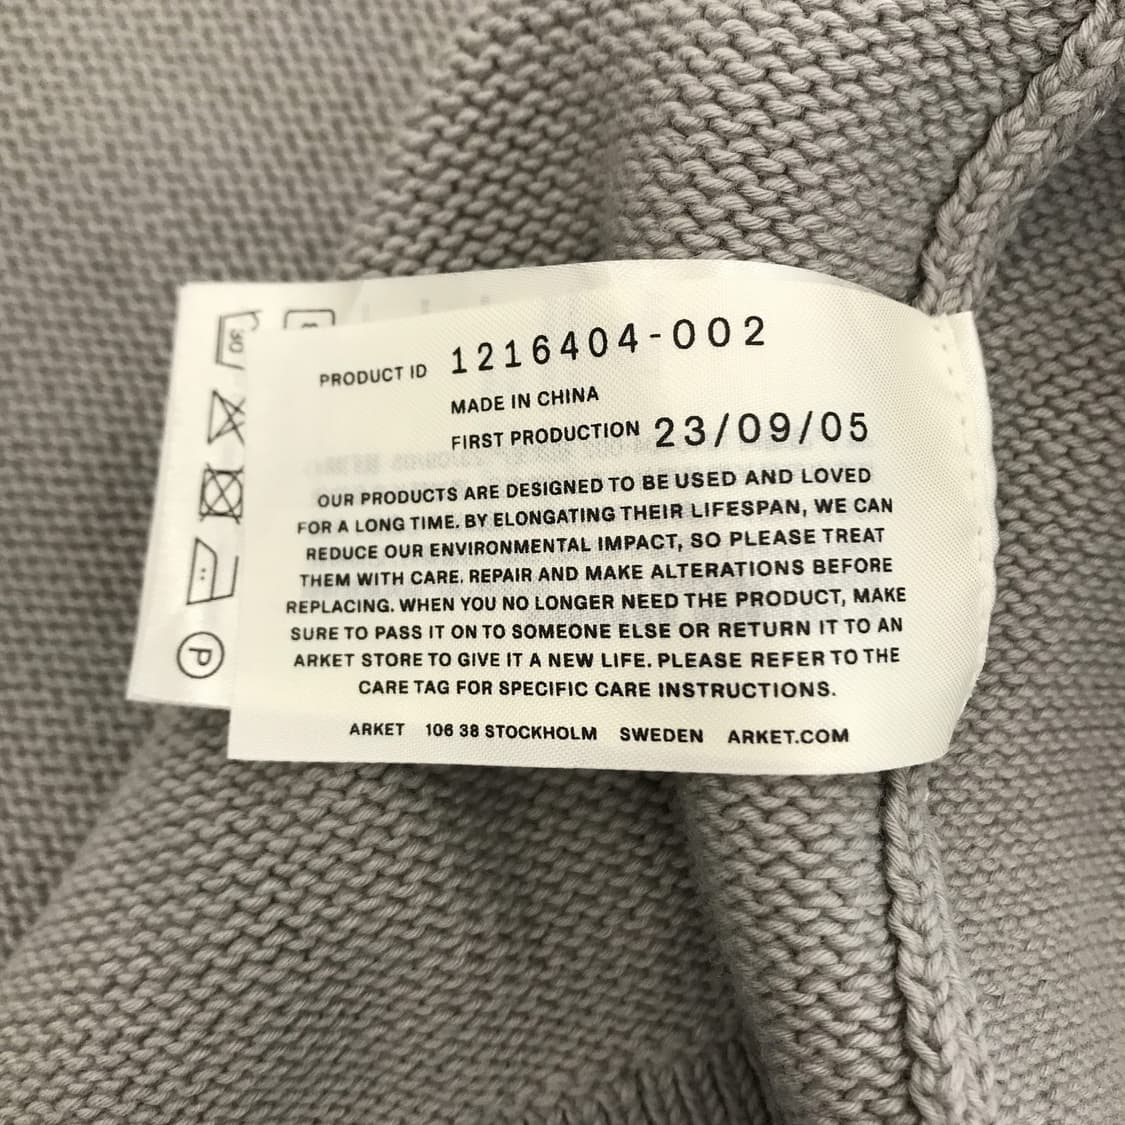 PRODUCT ID 1216404-002
MADE IN CHINA
FIRST PRODUCTION 23/09/05
OUR PRODUCTS ARE DESIGNED TO BE USED AND LOVED
FOR A LONG TIME. BY ELONGATING THEIR LIFESPAN, WE CAN
REDUCE OUR ENVIRONMENTAL IMPACT, SO PLEASE TREAT
THEM WITH CARE. REPAIR AND MAKE ALTERATIONS BEFORE
REPLACING. WHEN YOU NO LONGER NEED THE PRODUCT, MAKE
SURE TO PASS IT ON TO SOMEONE ELSE OR RETURN IT TO AN
ARKET STORE TO GIVE IT A NEW LIFE. PLEASE REFER TO THE
CARE TAG FOR SPECIFIC CARE INSTRUCTIONS.
ARKET 106 38 STOCKHOLM SWEDEN ARKET.COM
30
P